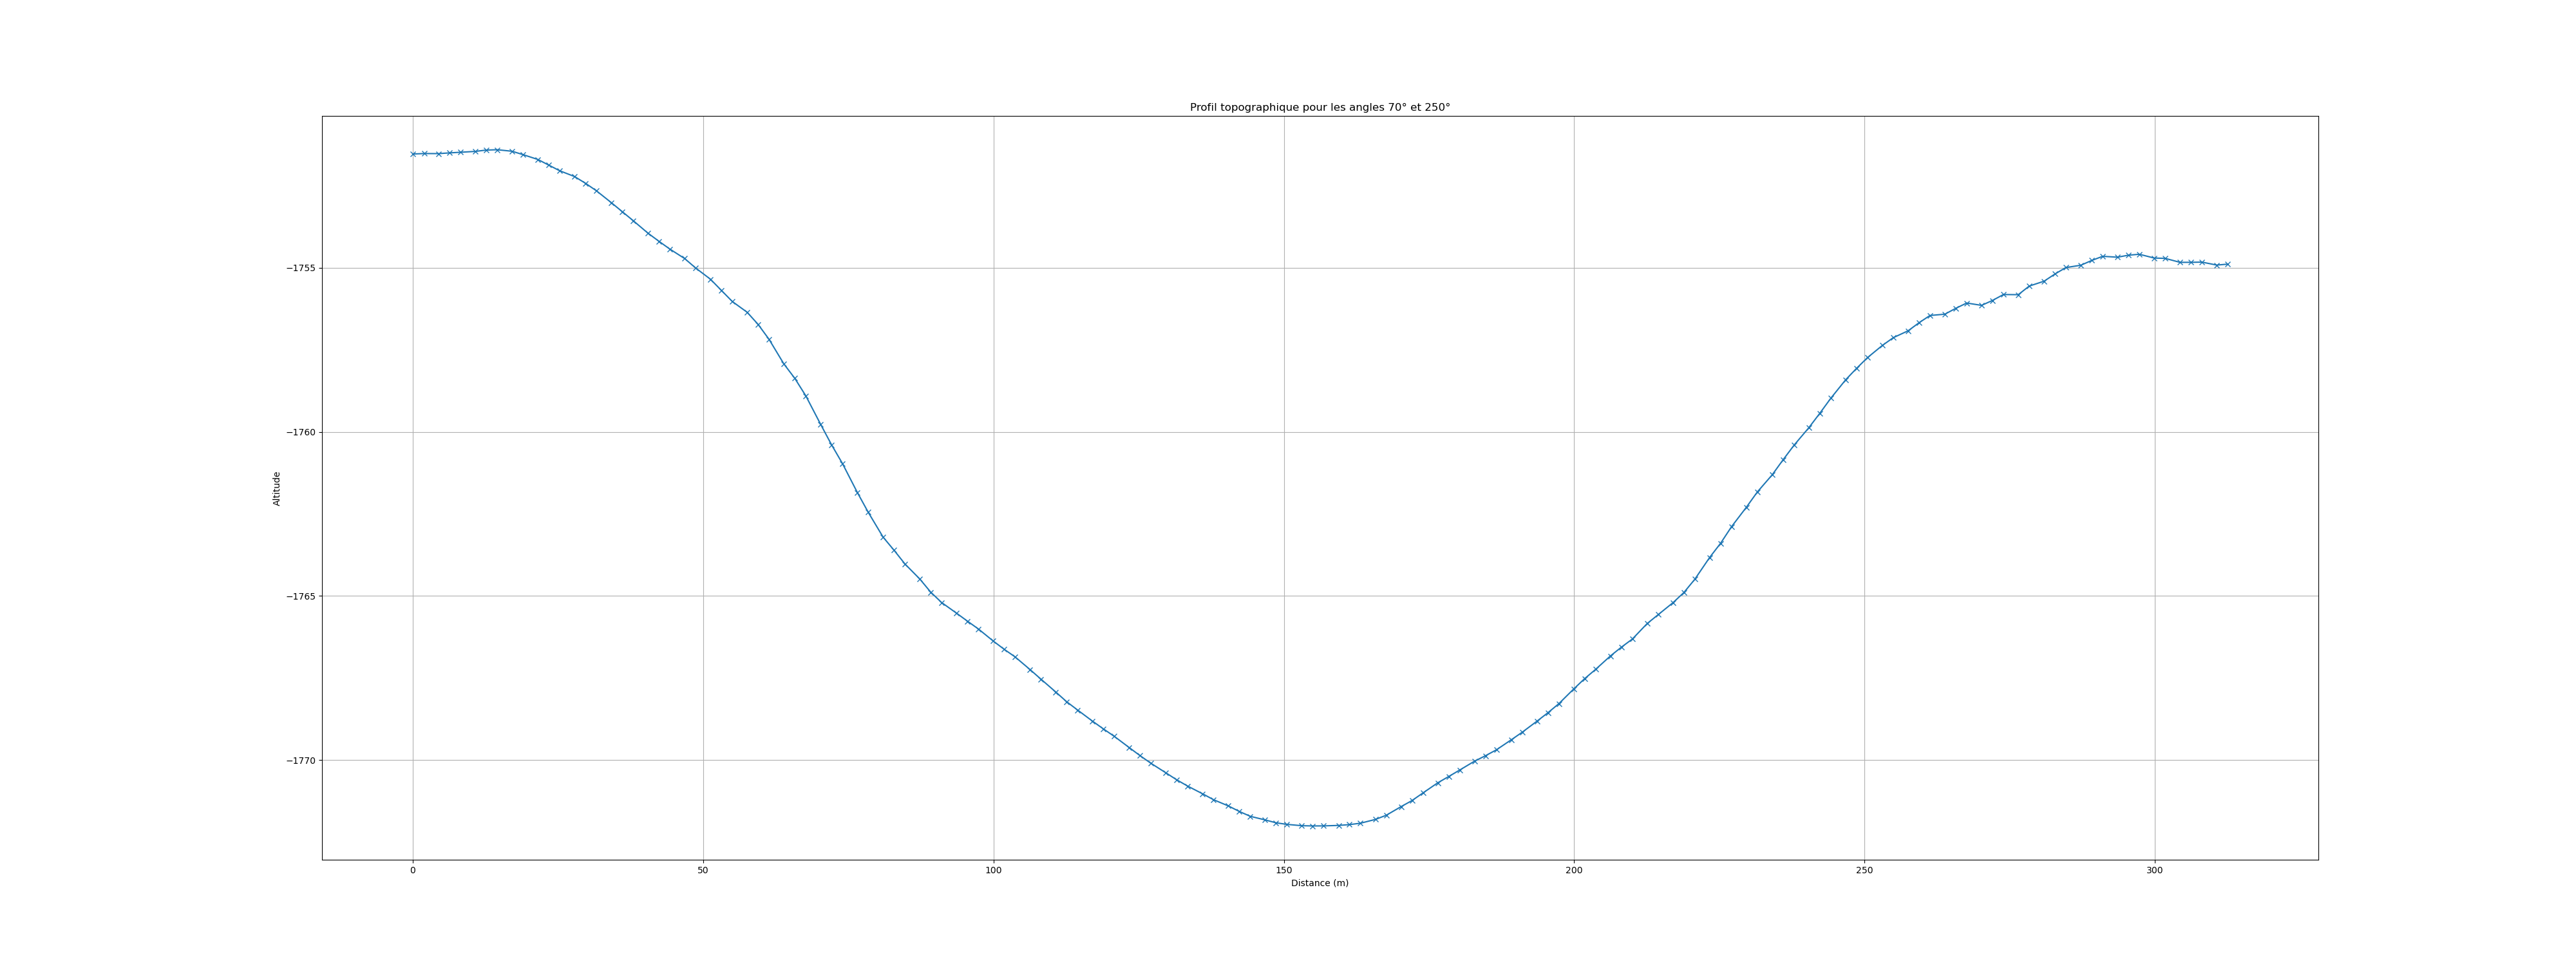 Profil topographique pour les angles 70° et 250°
Altitude
−1755
−1760
−1765
−1770
0 50 100 150 200 250 300
Distance (m)